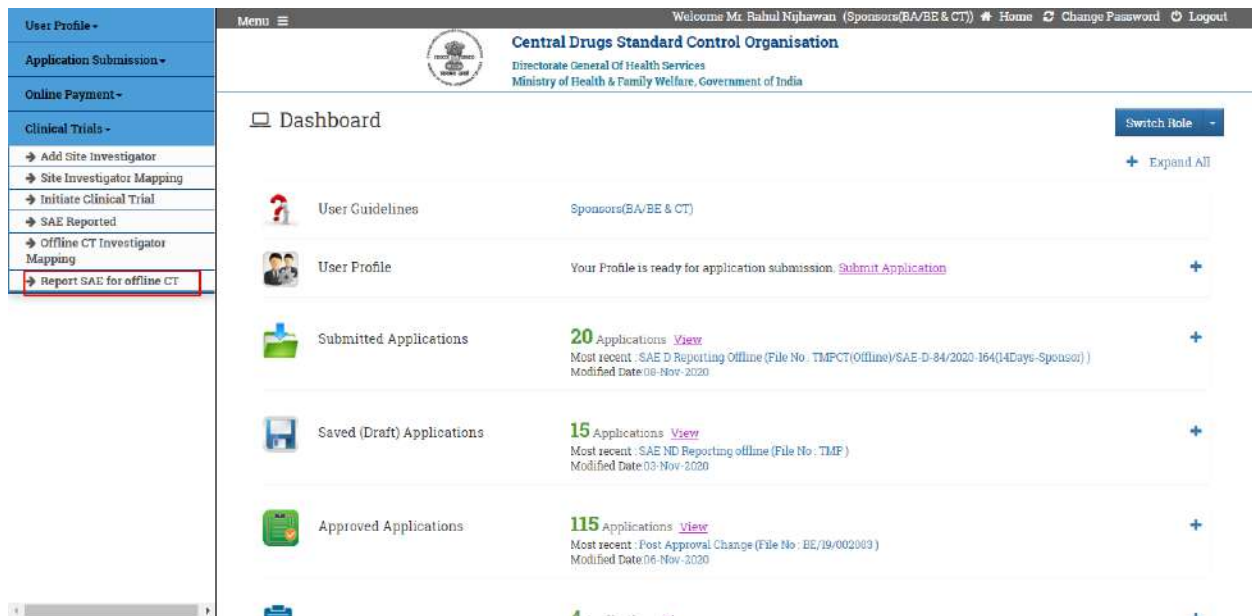 User Profile
Application Submission
Online Payment
Clinical Trials
Add Site Investigator
Site Investigator Mapping
Initiate Clinical Trial
SAE Reported
Offline CT Investigator
Mapping
Report SAE for offline CT
Menu
Welcome Mr. Rahul Nijhawan (Sponsors(BA/BE & CT)) Home Change Password Logout
Central Drugs Standard Control Organisation
Directorate General Of Health Services
Ministry of Health & Family Welfare, Government of India
Dashboard
Switch Role
Expand All
User Guidelines
Sponsors(BA/BE & CT)
User Profile
Your Profile is ready for application submission. Submit Application
Submitted Applications
20 Applications View
Most recent : SAE D Reporting Offline (File No : TMPCT(Offline)/SAE-D-84/2020-164(14Days-Sponsor) )
Modified Date:08-Nov-2020
Saved (Draft) Applications
15 Applications View
Most recent : SAE ND Reporting offline (File No : TMP )
Modified Date:03-Nov-2020
Approved Applications
115 Applications View
Most recent : Post Approval Change (File No : BE/19/002003 )
Modified Date:06-Nov-2020